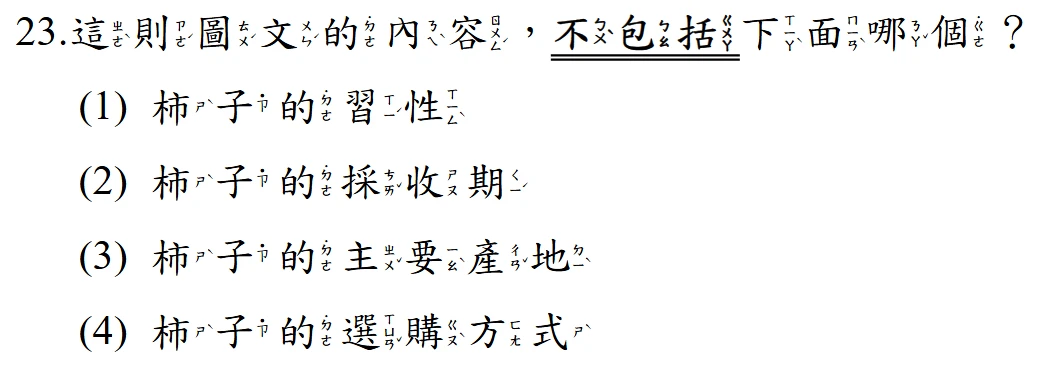 23.這則圖文的內容，不包括下面哪個？
(1) 柿子的習性
(2) 柿子的採收期
(3) 柿子的主要產地
(4) 柿子的選購方式